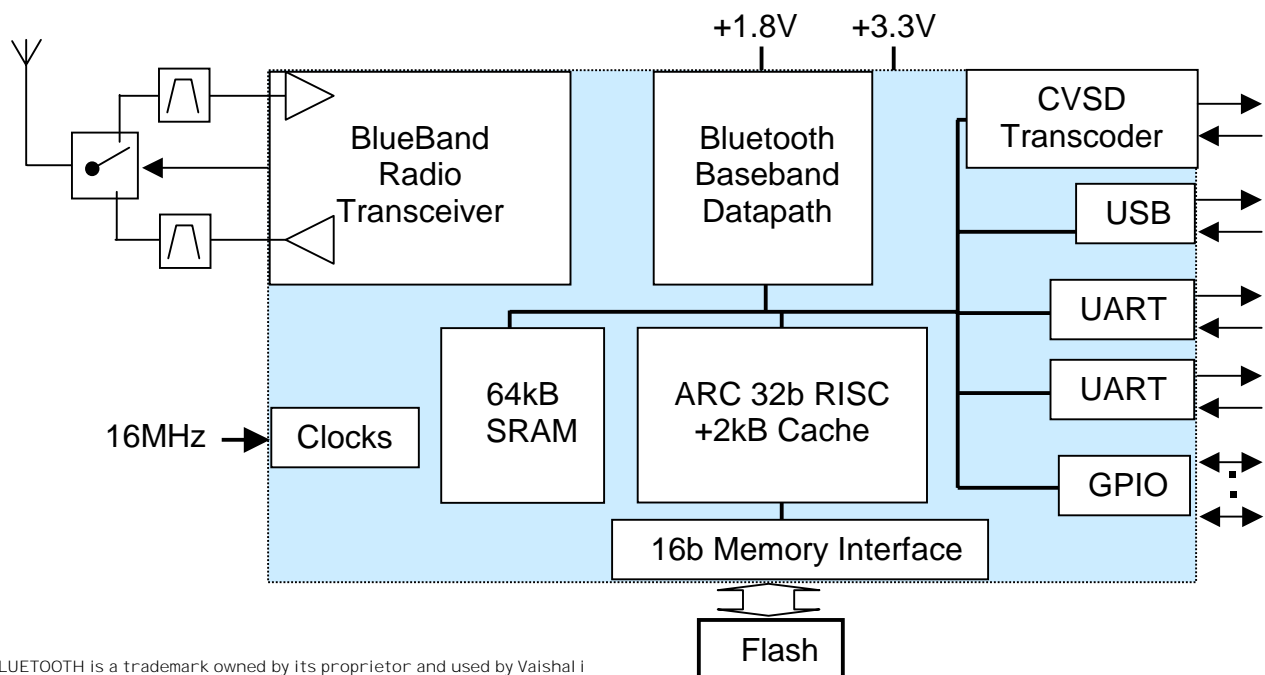 +1.8V
+3.3V
BlueBand
Radio
Transceiver
Bluetooth
Baseband
Datapath
CVSD
Transcoder
USB
UART
UART
GPIO
64kB
SRAM
ARC 32b RISC
+2kB Cache
16MHz
Clocks
16b Memory Interface
Flash
LUETOOTH is a trademark owned by its proprietor and used by Vaishali